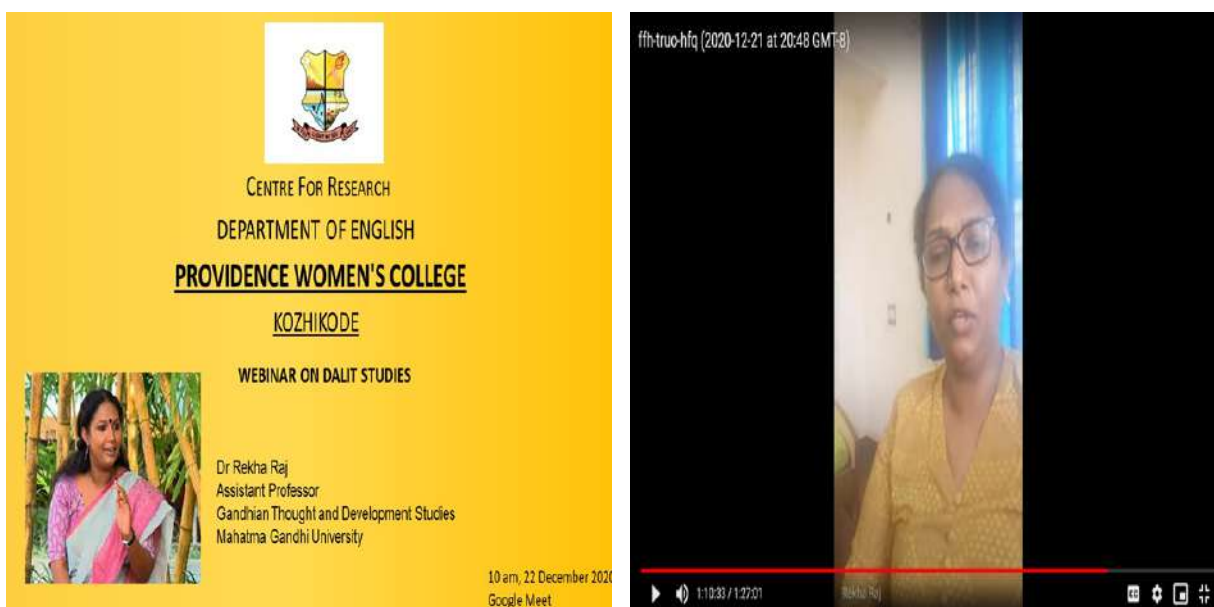 CENTRE FOR RESEARCH
DEPARTMENT OF ENGLISH
PROVIDENCE WOMEN'S COLLEGE
KOZHIKODE
WEBINAR ON DALIT STUDIES
Dr Rekha Raj
Assistant Professor
Gandhian Thought and Development Studies
Mahatma Gandhi University
10 am, 22 December 2020
Google Meet
ffh-truo-hfq (2020-12-21 at 20:48 GMT-8)
1:10:33 / 1:27:01
Rekha Raj
CC